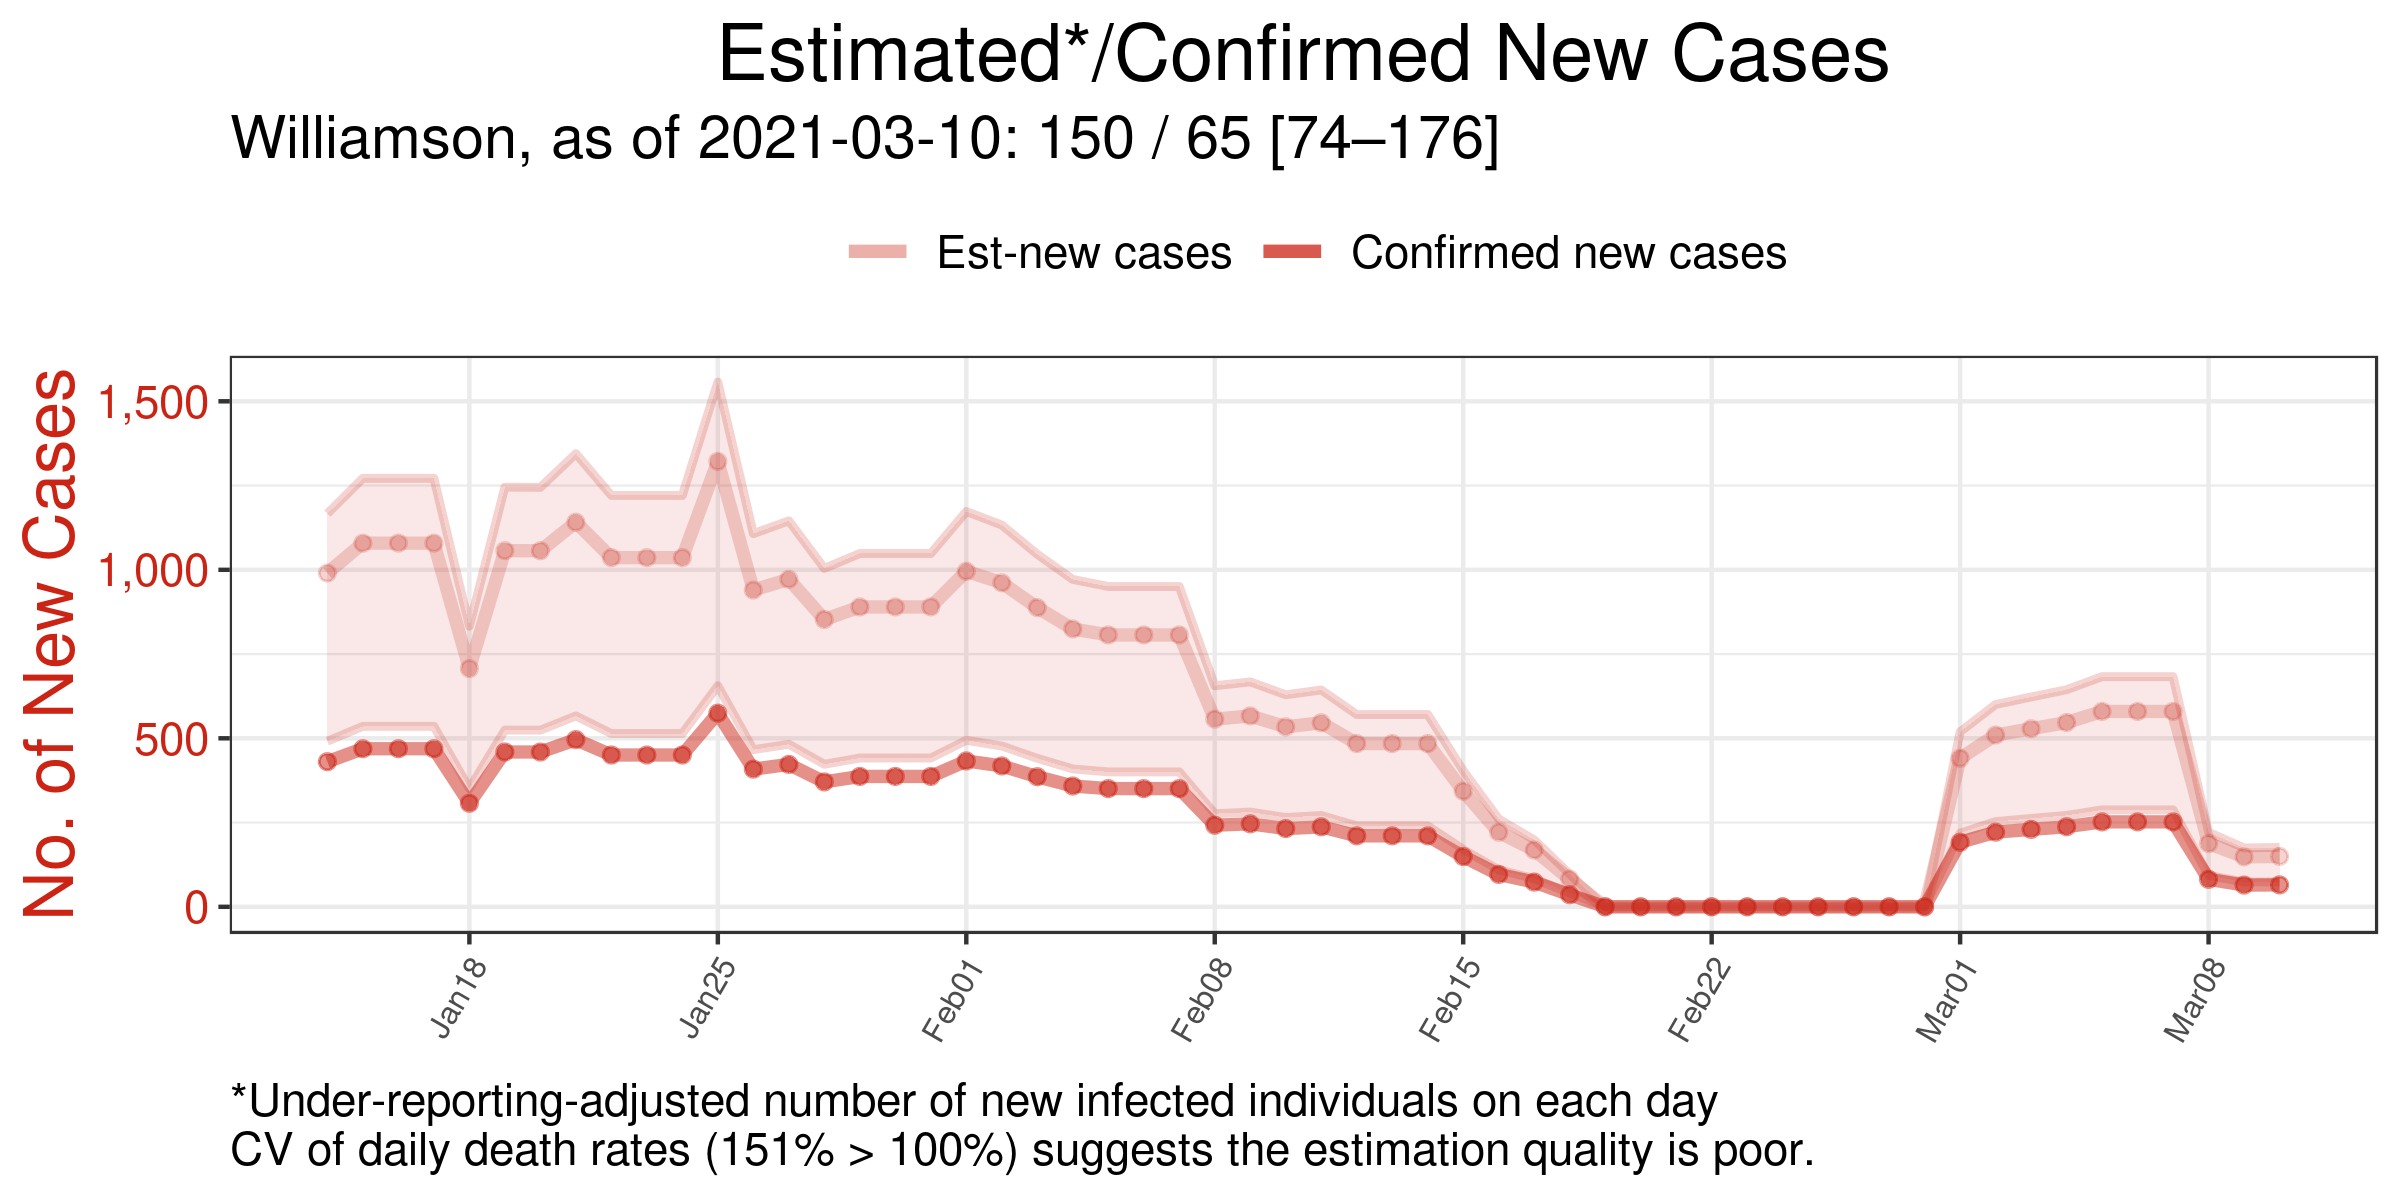 Estimated*/Confirmed New Cases
Williamson, as of 2021-03-10: 150 / 65 [74–176]
Est-new cases Confirmed new cases
No. of New Cases
1,500
1,000
500
0
Jan18 Jan25 Feb01 Feb08 Feb15 Feb22 Mar01 Mar08
*Under-reporting-adjusted number of new infected individuals on each day
CV of daily death rates (151% > 100%) suggests the estimation quality is poor.